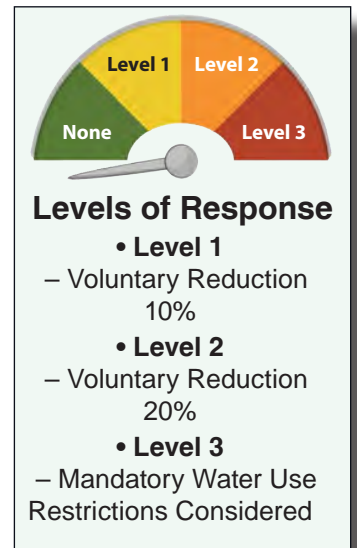 Level 1 Level 2
None Level 3
Levels of Response
• Level 1
– Voluntary Reduction
10%
• Level 2
– Voluntary Reduction
20%
• Level 3
– Mandatory Water Use
Restrictions Considered